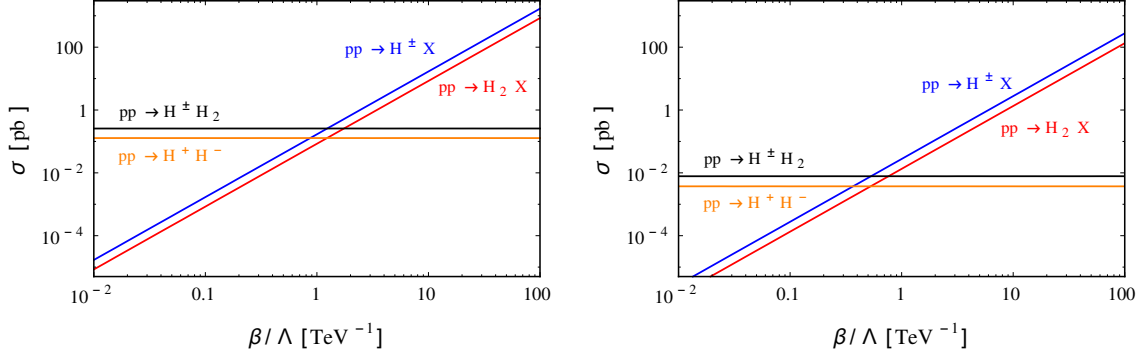 100
1
10⁻²
10⁻⁴
σ [pb]
pp → H ± X
pp → H₂ X
pp → H ± H₂
pp → H ⁺ H ⁻
10⁻² 0.1 1 10 100
β/Λ [TeV⁻¹]
100
1
10⁻²
10⁻⁴
σ [pb]
pp → H ± X
pp → H₂ X
pp → H ± H₂
pp → H ⁺ H ⁻
10⁻² 0.1 1 10 100
β/Λ [TeV⁻¹]